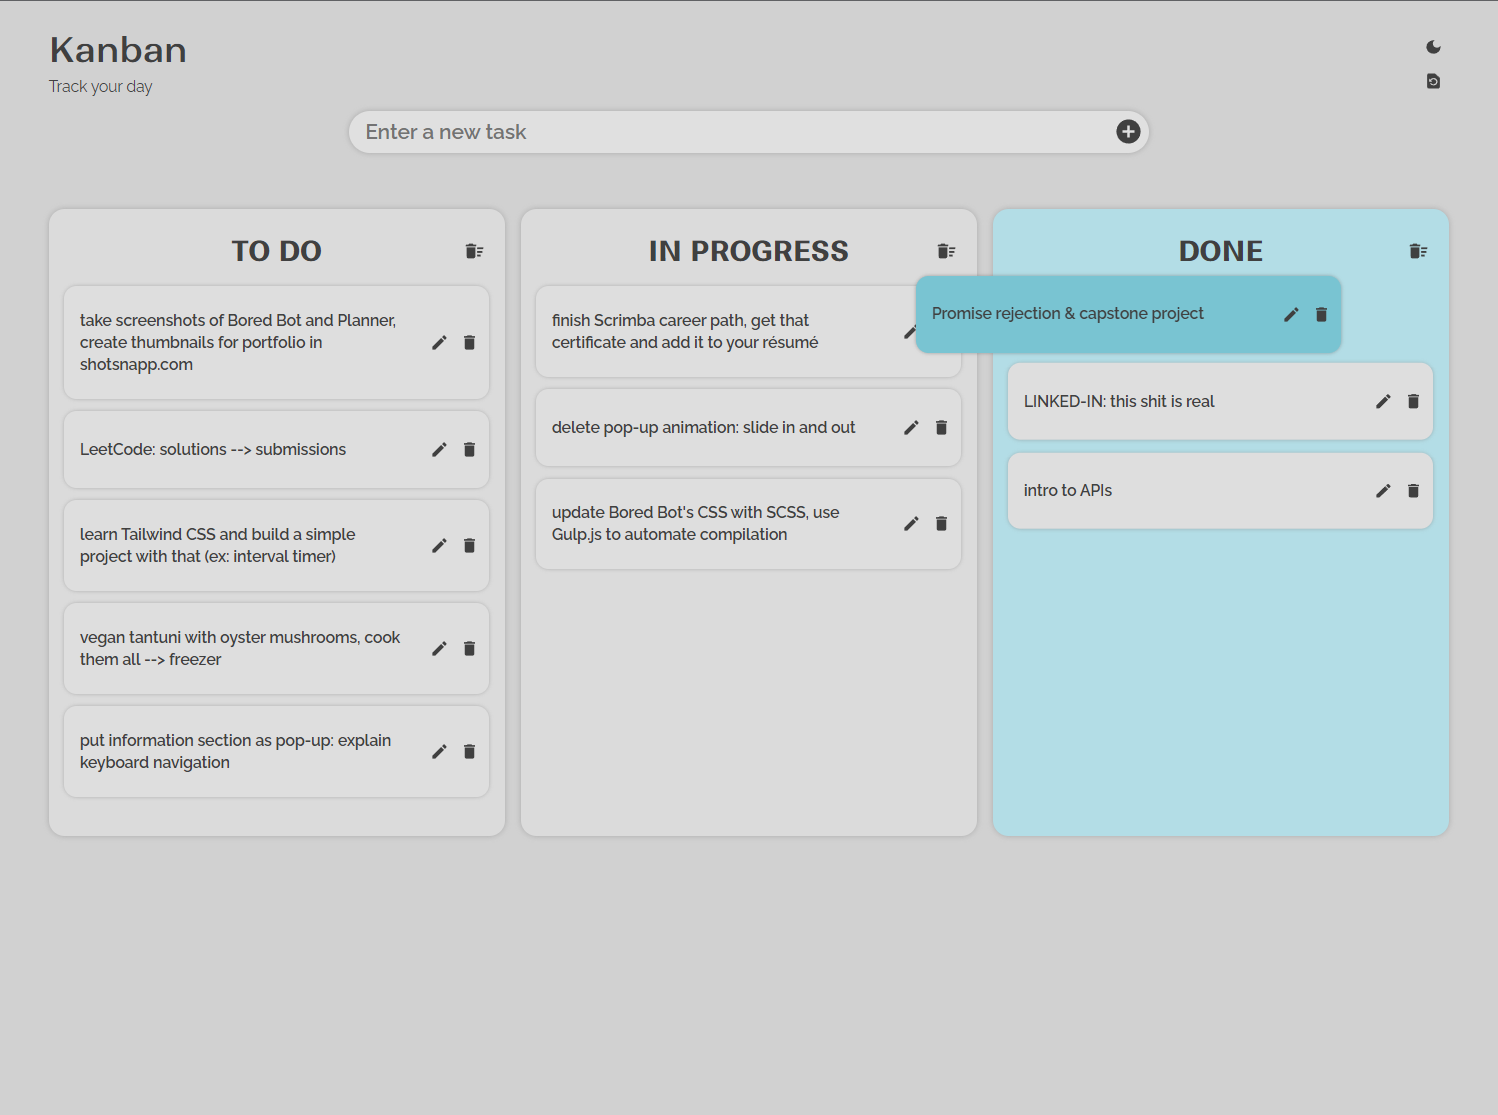 Kanban
Track your day
Enter a new task
TO DO
take screenshots of Bored Bot and Planner,
create thumbnails for portfolio in
shotsnapp.com
LeetCode: solutions --> submissions
learn Tailwind CSS and build a simple
project with that (ex: interval timer)
vegan tantuni with oyster mushrooms, cook
them all --> freezer
put information section as pop-up: explain
keyboard navigation
IN PROGRESS
finish Scrimba career path, get that
certificate and add it to your résumé
delete pop-up animation: slide in and out
update Bored Bot's CSS with SCSS, use
Gulp.js to automate compilation
DONE
Promise rejection & capstone project
LINKED-IN: this shit is real
intro to APIs